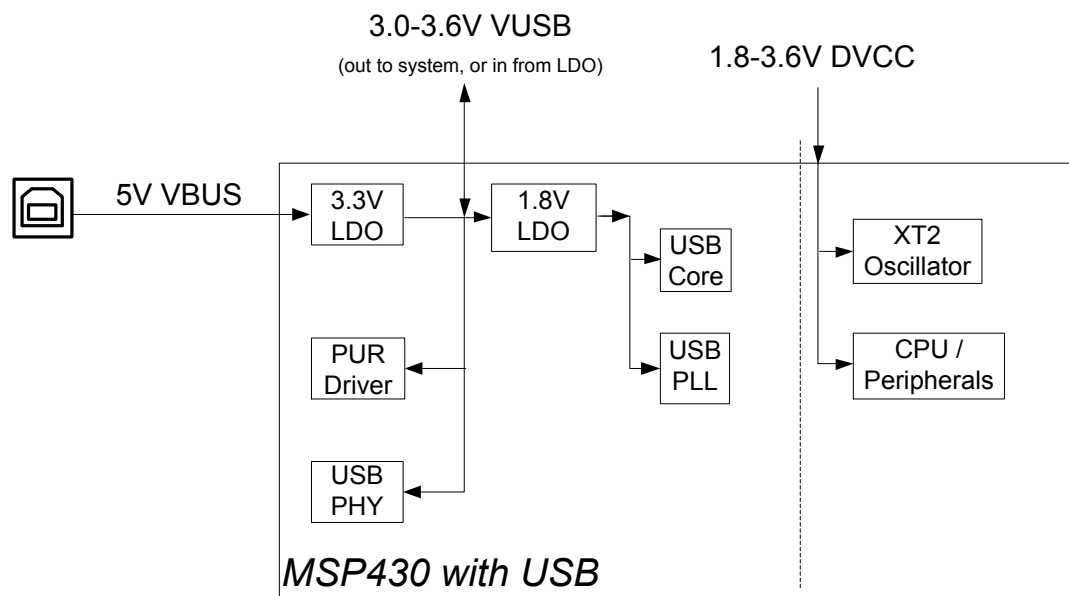 3.0-3.6V VUSB
(out to system, or in from LDO)
1.8-3.6V DVCC
5V VBUS
3.3V
LDO
1.8V
LDO
USB
Core
XT2
Oscillator
PUR
Driver
USB
PLL
CPU /
Peripherals
USB
PHY
MSP430 with USB